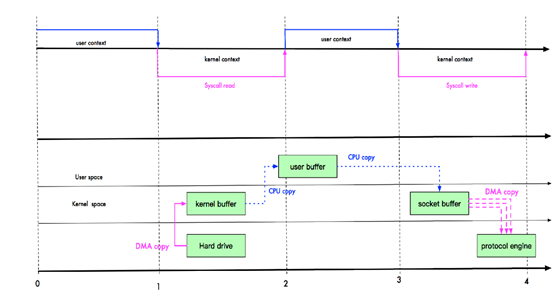 user context
user context
kernel context
kernel context
Syscall read
Syscall write
user buffer
CPU copy
User space
CPU copy
DMA copy
Kernel space
kernel buffer
socket buffer
DMA copy
Hard drive
protocol engine
0
1
2
3
4